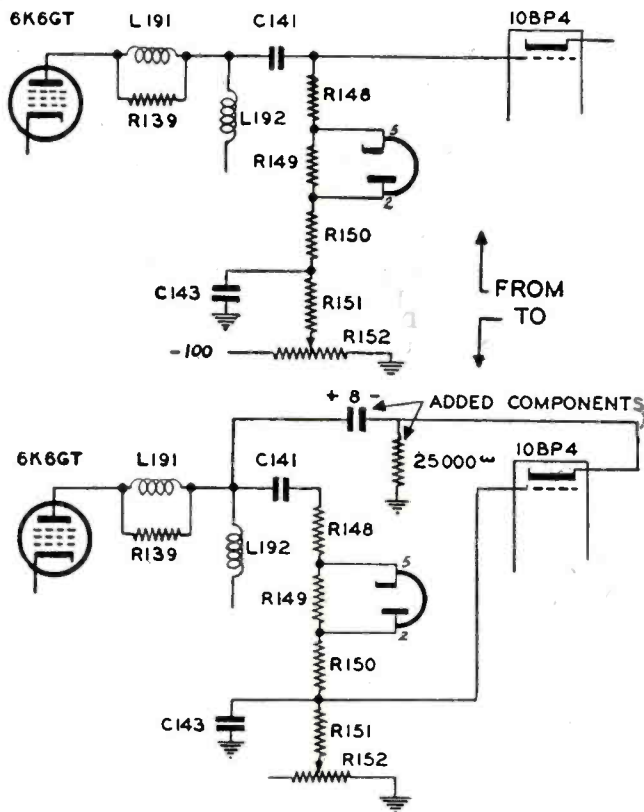 6K6GT
L191
C141
10BP4
R139
L192
R148
5
R149
2
R150
C143
R151
R152
-100
FROM
TO
+ 8 -
ADDED COMPONENTS
6K6GT
L191
C141
25000 ω
10BP4
R139
L192
R148
5
R149
2
R150
C143
R151
R152